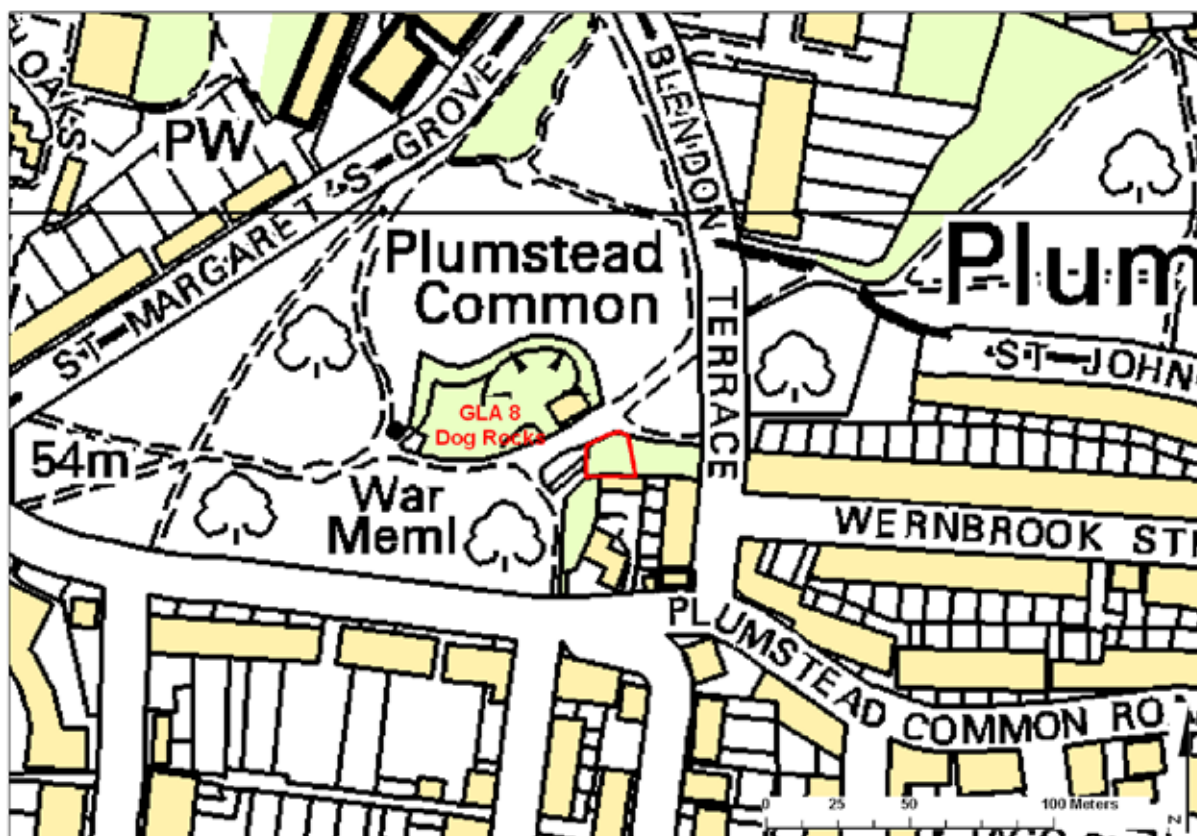 OAKS
PW
ST MARGARET'S GROVE
BLENDON TERRACE
Plumstead
Common
Plum
ST JOHN
GLA 8
Dog Rocks
54m
War
Meml
WERNBROOK ST
PLUMSTEAD COMMON RO
0 25 50 100 Meters